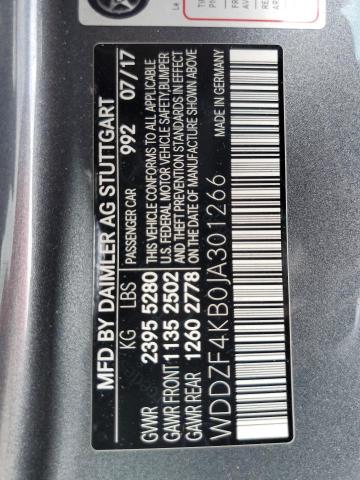 MFD BY DAIMLER AG STUTTGART
KG LBS PASSENGER CAR 992 07/17
GVWR 2395 5280 THIS VEHICLE CONFORMS TO ALL APPLICABLE
GAWR FRONT 1135 2502 U.S. FEDERAL MOTOR VEHICLE SAFETY,BUMPER
GAWR REAR 1260 2778 AND THEFT PREVENTION STANDARDS IN EFFECT
ON THE DATE OF MANUFACTURE SHOWN ABOVE
WDDZF4KB0JA301266 MADE IN GERMANY